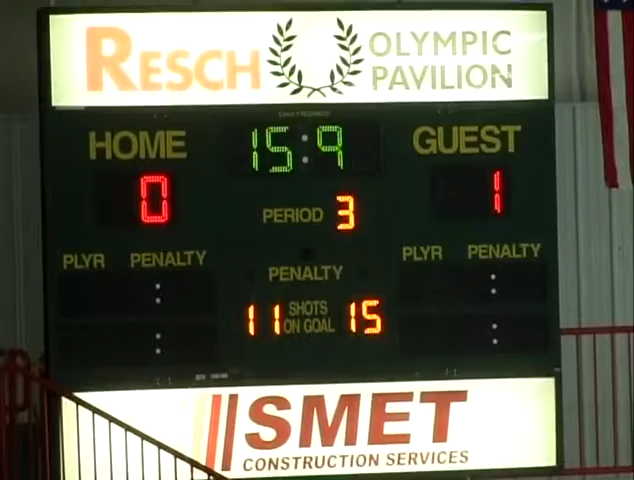 RESCH OLYMPIC PAVILION
HOME 15:9 GUEST
0 PERIOD 3 1
PLYR PENALTY PLYR PENALTY
PENALTY
11 SHOTS ON GOAL 15
SMET
CONSTRUCTION SERVICES